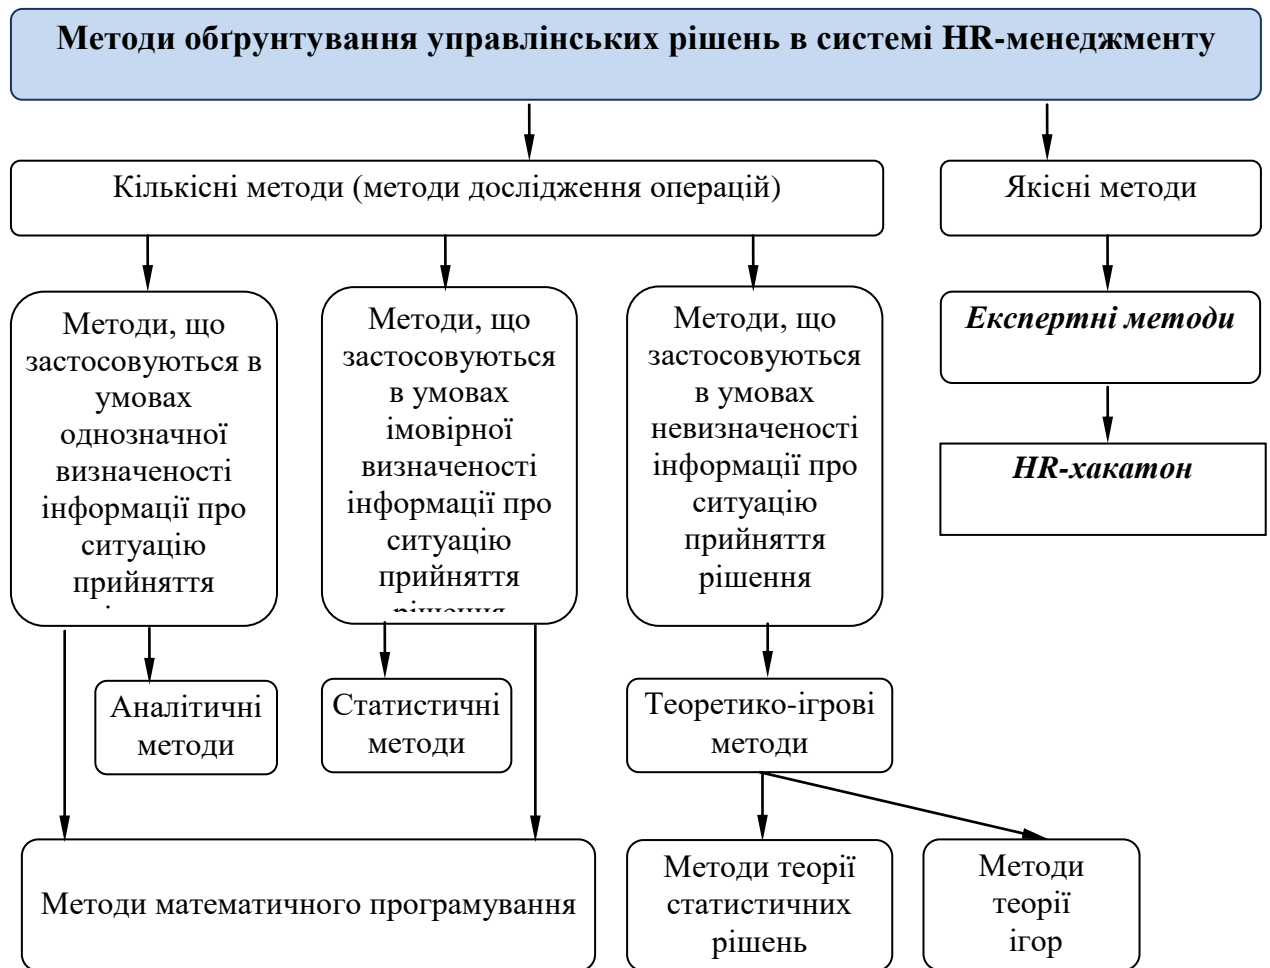 Методи обґрунтування управлінських рішень в системі HR-менеджменту
Кількісні методи (методи дослідження операцій)
Якісні методи
Методи, що
застосовуються в
умовах
однозначної
визначеності
інформації про
ситуацію
прийняття
Методи, що
застосовуються
в умовах
імовірної
визначеності
інформації про
ситуацію
прийняття
рішення
Методи, що
застосовуються
в умовах
невизначеності
інформації про
ситуацію
прийняття
рішення
Експертні методи
HR-хакатон
Аналітичні
методи
Статистичні
методи
Теоретико-ігрові
методи
Методи математичного програмування
Методи теорії
статистичних
рішень
Методи
теорії
ігор